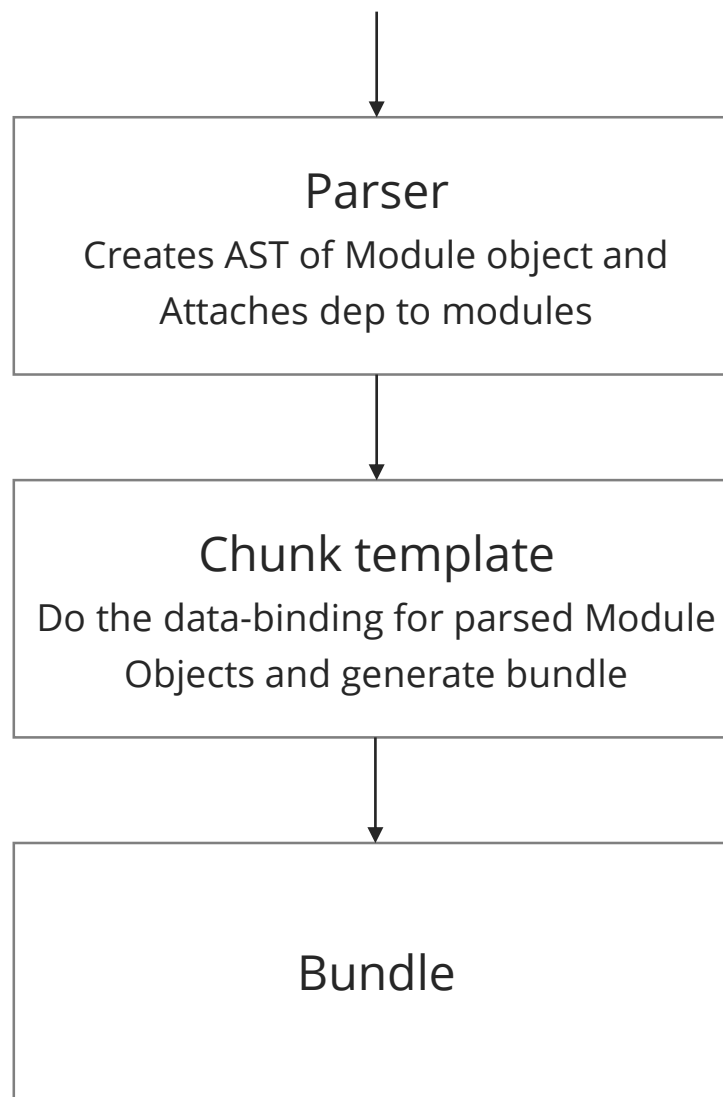 Parser
Creates AST of Module object and
Attaches dep to modules
Chunk template
Do the data-binding for parsed Module
Objects and generate bundle
Bundle